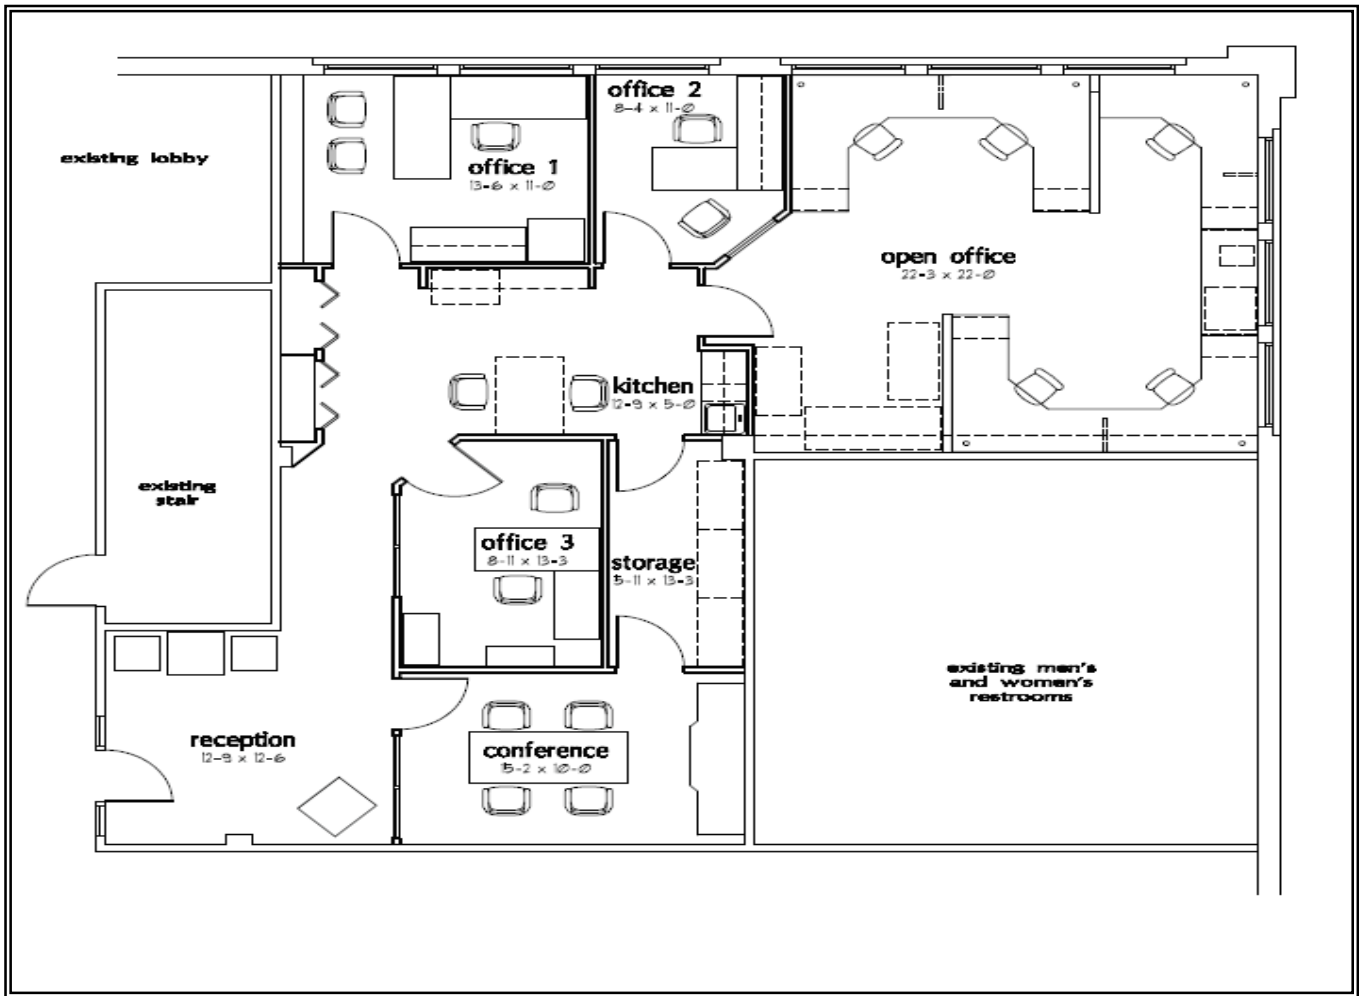 office 2
8-4 x 11-0
existing lobby
office 1
13-6 x 11-0
open office
22-3 x 22-0
kitchen
12-9 x 5-0
existing
stair
office 3
8-11 x 13-3
storage
5-11 x 13-3
existing men's
and women's
restrooms
reception
12-9 x 12-6
conference
15-2 x 10-0